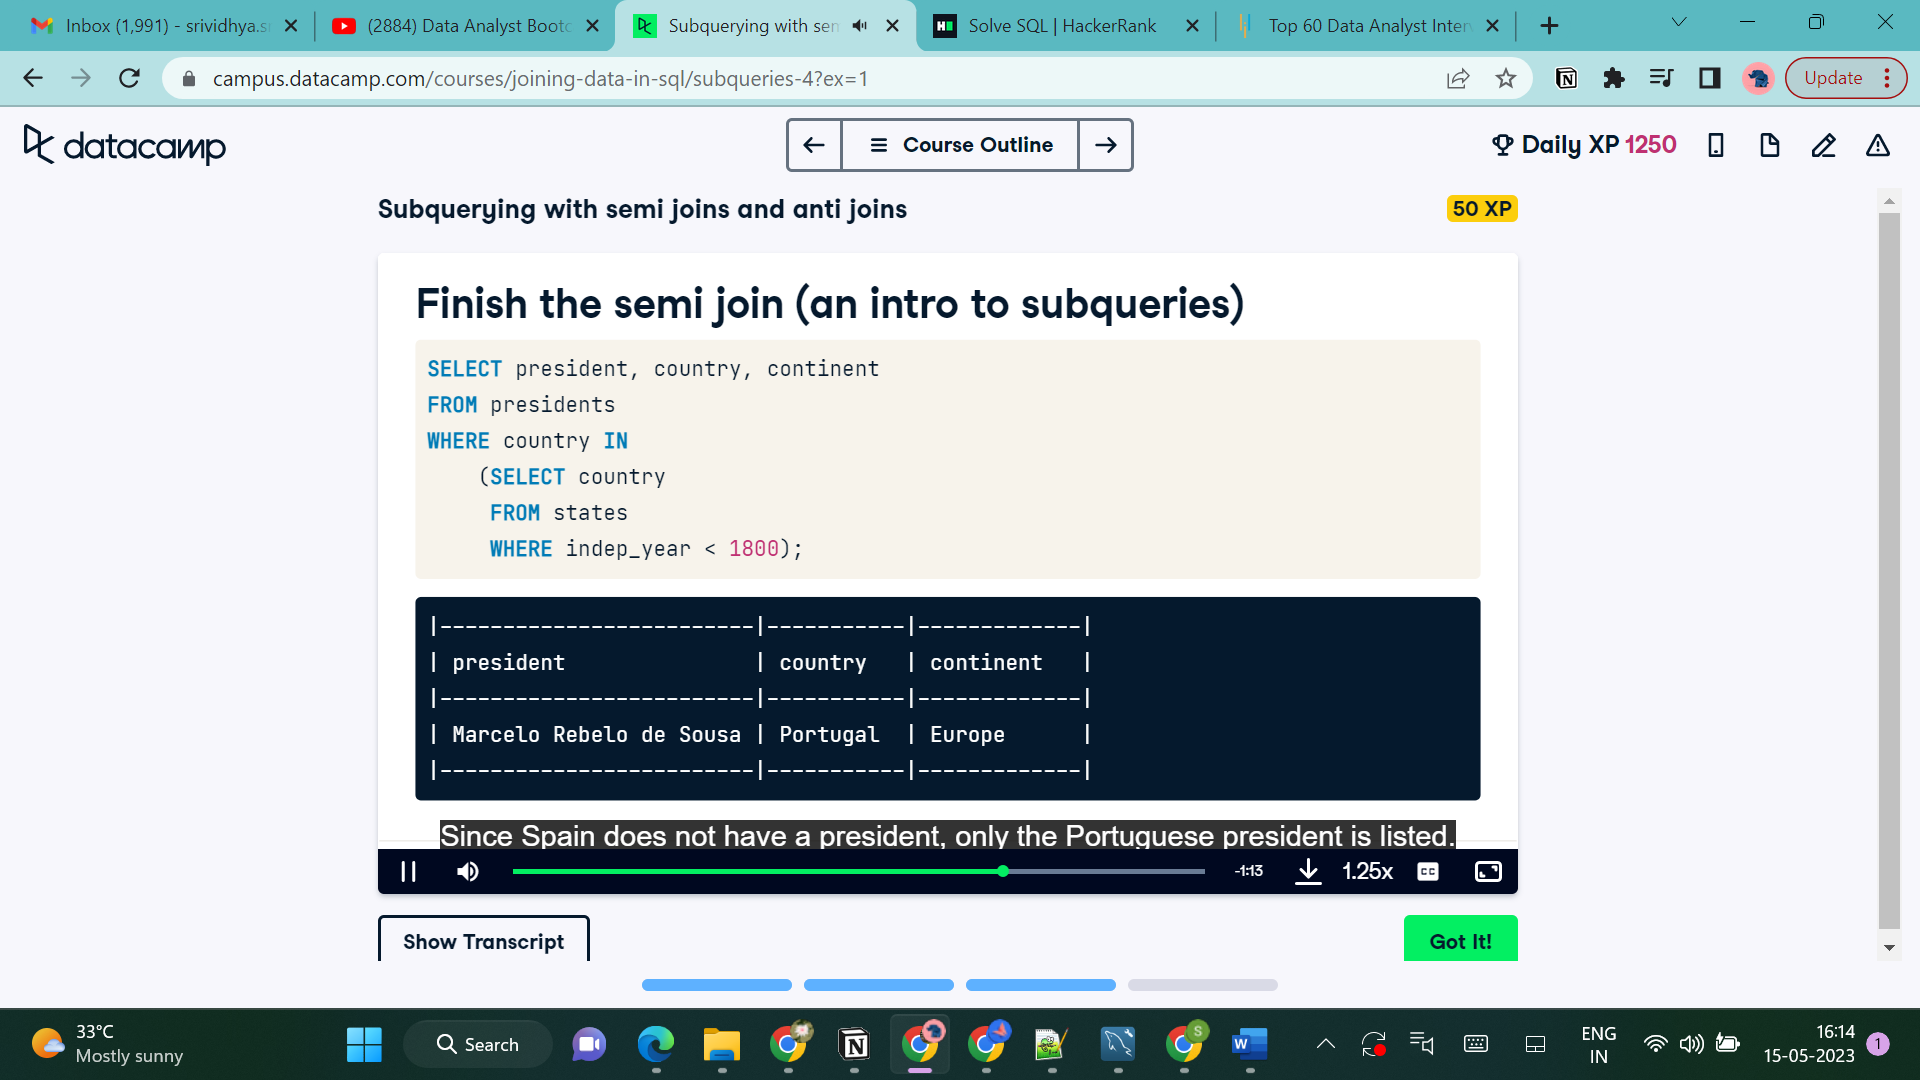 Inbox (1,991) - srividhya.s
(2884) Data Analyst Bootc
Subquerying with sem
Solve SQL | HackerRank
Top 60 Data Analyst Interv
campus.datacamp.com/courses/joining-data-in-sql/subqueries-4?ex=1
Update
datacamp
Course Outline
Daily XP 1250
Subquerying with semi joins and anti joins
50 XP
Finish the semi join (an intro to subqueries)
SELECT president, country, continent
FROM presidents
WHERE country IN
(SELECT country
FROM states
WHERE indep_year < 1800);
|-------------------------|-----------|-------------|
| president | country | continent |
|-------------------------|-----------|-------------|
| Marcelo Rebelo de Sousa | Portugal | Europe |
|-------------------------|-----------|-------------|
Since Spain does not have a president, only the Portuguese president is listed.
-1:13
1.25x
CC
Show Transcript
Got It!
33°C
Mostly sunny
Search
S
W
ENG
IN
16:14
15-05-2023
1